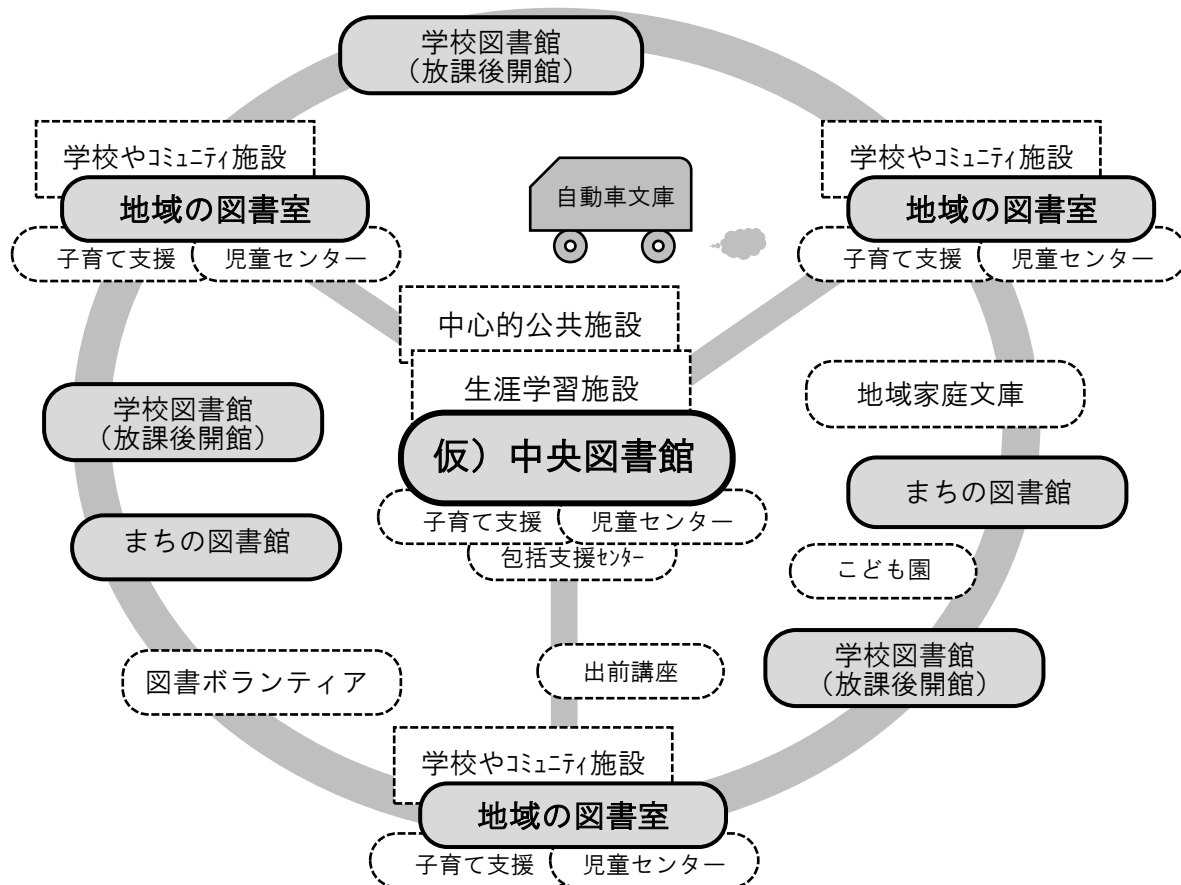 学校図書館
（放課後開館）
学校やｺﾐｭﾆﾃｨ施設
地域の図書室
子育て支援
児童センター
自動車文庫
学校やｺﾐｭﾆﾃｨ施設
地域の図書室
子育て支援
児童センター
中心的公共施設
生涯学習施設
仮）中央図書館
子育て支援
児童センター
包括支援ｾﾝﾀｰ
学校図書館
（放課後開館）
まちの図書館
地域家庭文庫
まちの図書館
こども園
学校図書館
（放課後開館）
図書ボランティア
出前講座
学校やｺﾐｭﾆﾃｨ施設
地域の図書室
子育て支援
児童センター